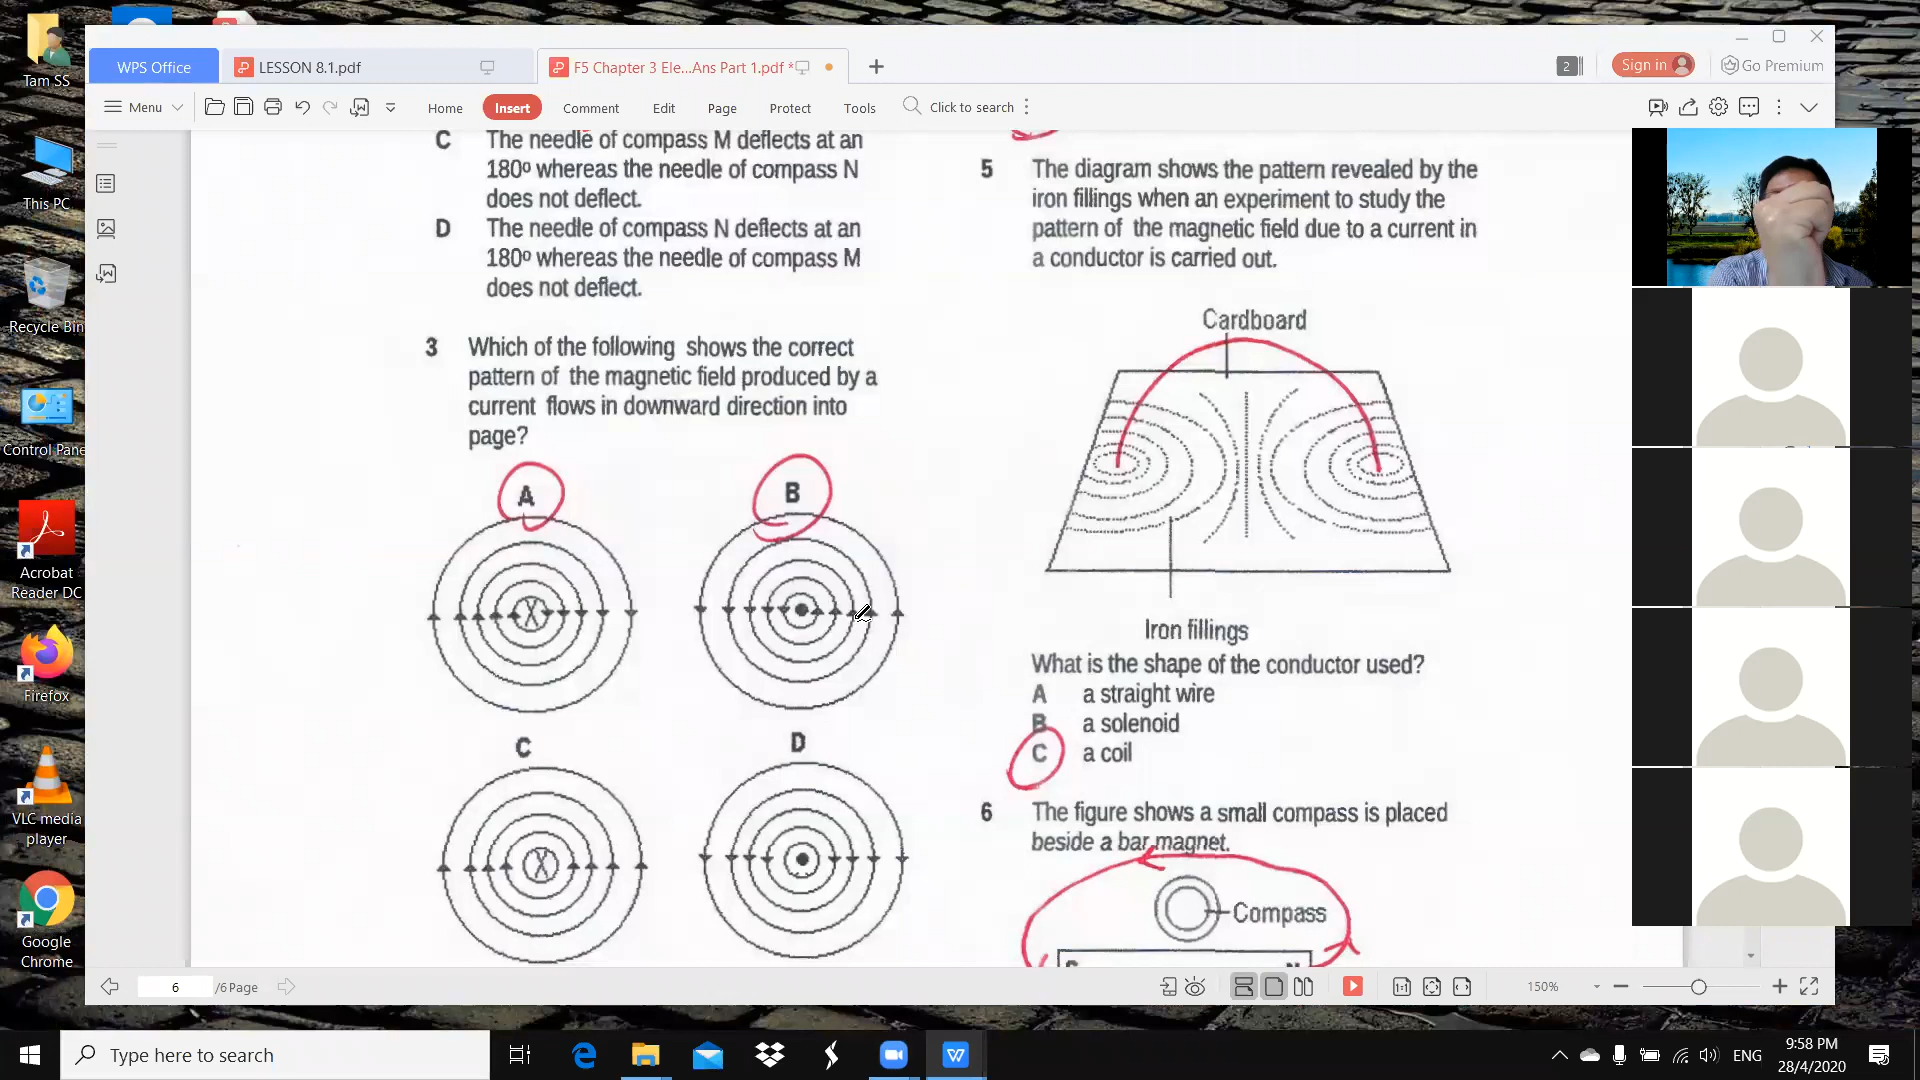 Tam SS
This PC
Recycle Bin
Control Pane
Acrobat
Reader DC
Firefox
VLC media
player
Google
Chrome
WPS Office
LESSON 8.1.pdf
F5 Chapter 3 Ele...Ans Part 1.pdf *
2
Sign in
Go Premium
Menu
Home
Insert
Comment
Edit
Page
Protect
Tools
Click to search
C The needle of compass M deflects at an
180º whereas the needle of compass N
does not deflect.
D The needle of compass N deflects at an
180º whereas the needle of compass M
does not deflect.
3 Which of the following shows the correct
pattern of the magnetic field produced by a
current flows in downward direction into
page?
A
B
C
D
5 The diagram shows the pattern revealed by the
iron fillings when an experiment to study the
pattern of the magnetic field due to a current in
a conductor is carried out.
Cardboard
Iron fillings
What is the shape of the conductor used?
A a straight wire
B a solenoid
C a coil
6 The figure shows a small compass is placed
beside a bar magnet.
Compass
6
/6Page
150%
Type here to search
ENG
9:58 PM
28/4/2020